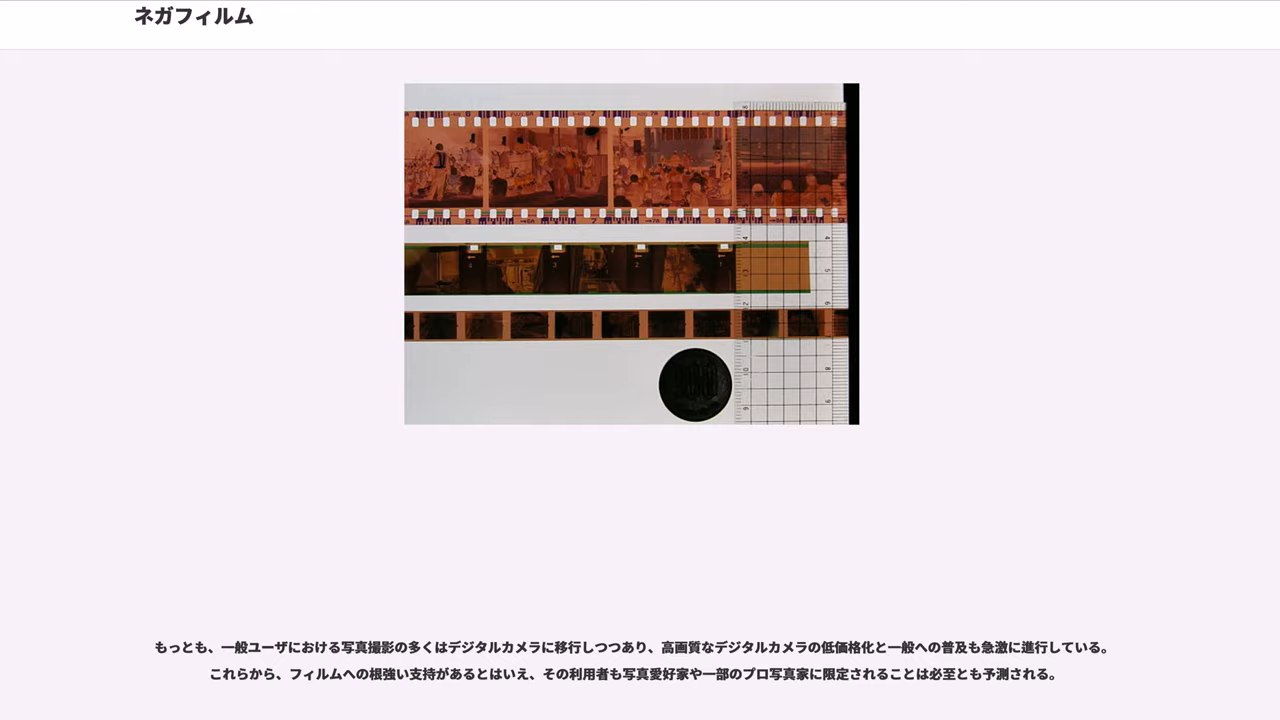 ネガフィルム
もっとも、一般ユーザにおける写真撮影の多くはデジタルカメラに移行しつつあり、高画質なデジタルカメラの低価格化と一般への普及も急激に進行している。
これらから、フィルムへの根強い支持があるとはいえ、その利用者も写真愛好家や一部のプロ写真家に限定されることは必至とも予測される。